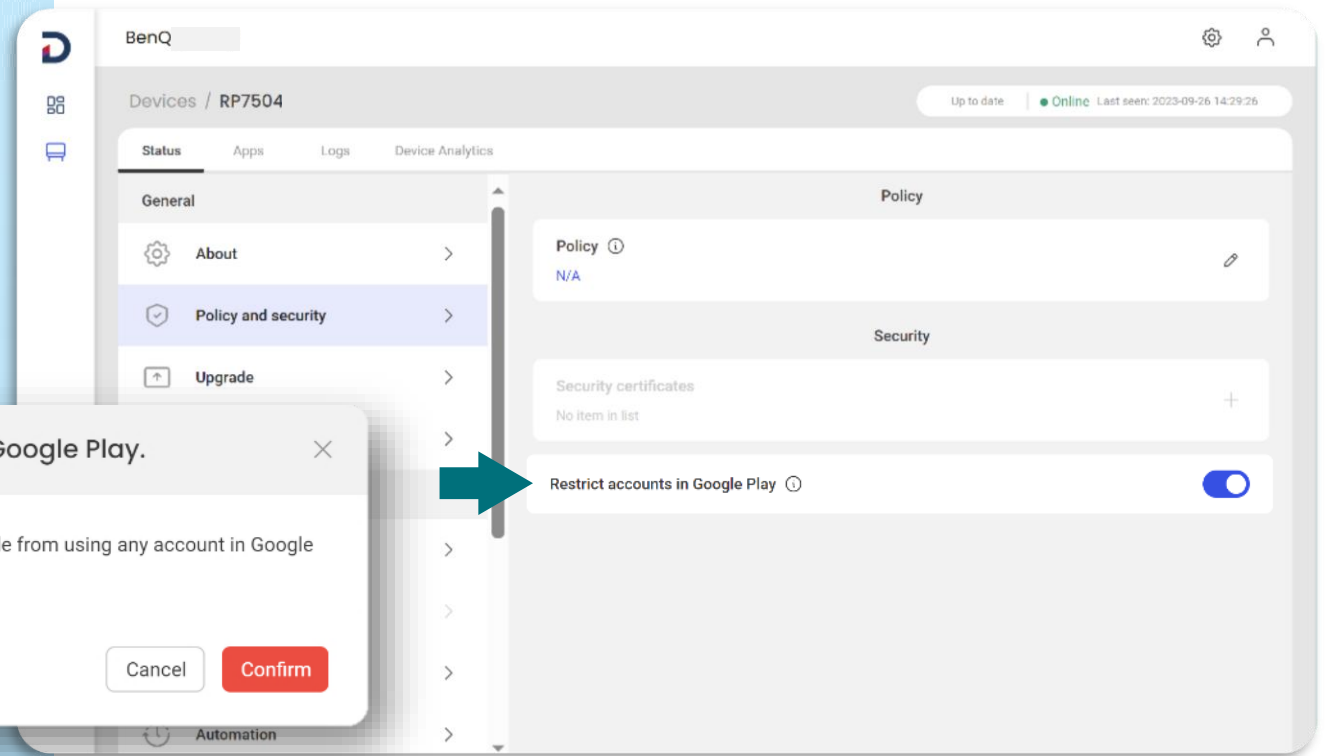 BenQ
Devices / RP7504
Up to date
Online Last seen: 2023-09-26 14:29:26
Status Apps Logs Device Analytics
General
About
Policy and security
Upgrade
Automation
Policy
Policy
N/A
Security
Security certificates
No item in list
Restrict accounts in Google Play
Google Play.
from using any account in Google
Cancel Confirm